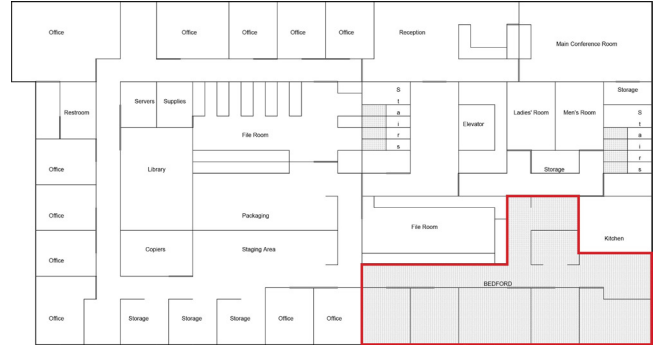 Office
Office
Office
Office
Office
Reception
Main Conference Room
Restroom
Servers
Supplies
File Room
Stairs
Elevator
Ladies' Room
Men's Room
Storage
Stairs
Office
Library
Storage
Office
Packaging
File Room
Kitchen
Office
Copiers
Staging Area
BEDFORD
Office
Storage
Storage
Storage
Office
Office